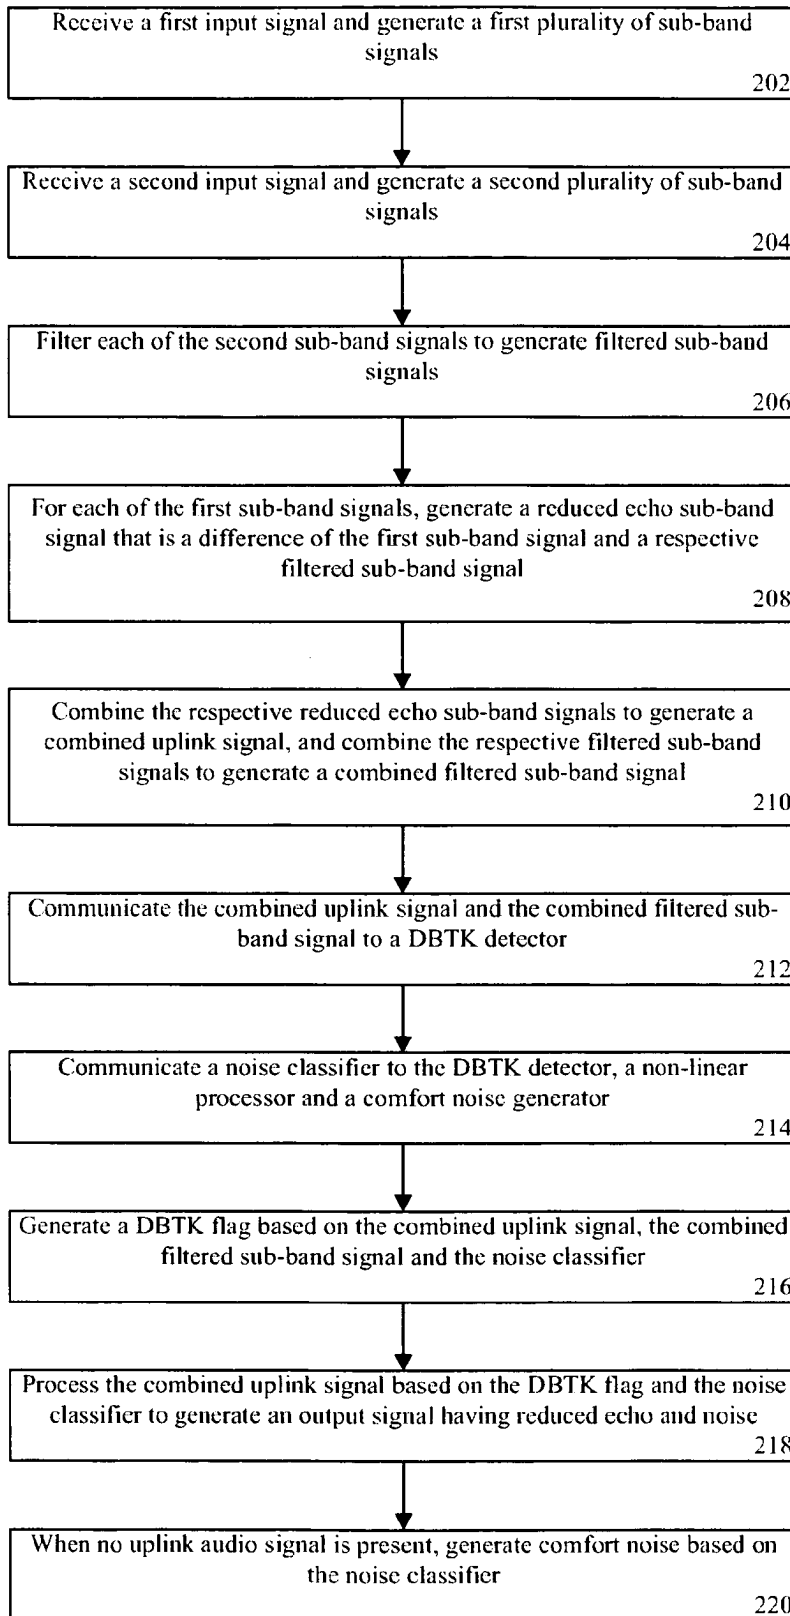 Receive a first input signal and generate a first plurality of sub-band
signals
202
Receive a second input signal and generate a second plurality of sub-band
signals
204
Filter each of the second sub-band signals to generate filtered sub-band
signals
206
For each of the first sub-band signals, generate a reduced echo sub-band
signal that is a difference of the first sub-band signal and a respective
filtered sub-band signal
208
Combine the respective reduced echo sub-band signals to generate a
combined uplink signal, and combine the respective filtered sub-band
signals to generate a combined filtered sub-band signal
210
Communicate the combined uplink signal and the combined filtered sub-
band signal to a DBTK detector
212
Communicate a noise classifier to the DBTK detector, a non-linear
processor and a comfort noise generator
214
Generate a DBTK flag based on the combined uplink signal, the combined
filtered sub-band signal and the noise classifier
216
Process the combined uplink signal based on the DBTK flag and the noise
classifier to generate an output signal having reduced echo and noise
218
When no uplink audio signal is present, generate comfort noise based on
the noise classifier
220